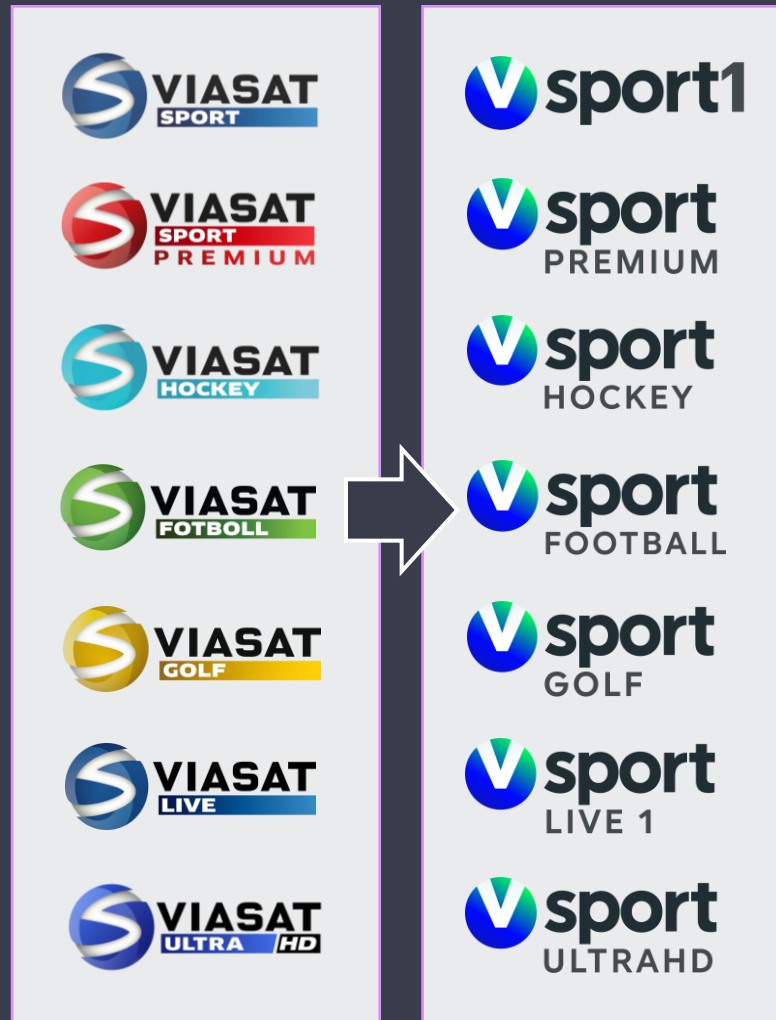 VIASAT
SPORT
VIASAT
SPORT
PREMIUM
VIASAT
HOCKEY
VIASAT
FOTBOLL
VIASAT
GOLF
VIASAT
LIVE
VIASAT
ULTRA HD
V sport1
V sport
PREMIUM
V sport
HOCKEY
V sport
FOOTBALL
V sport
GOLF
V sport
LIVE 1
V sport
ULTRAHD